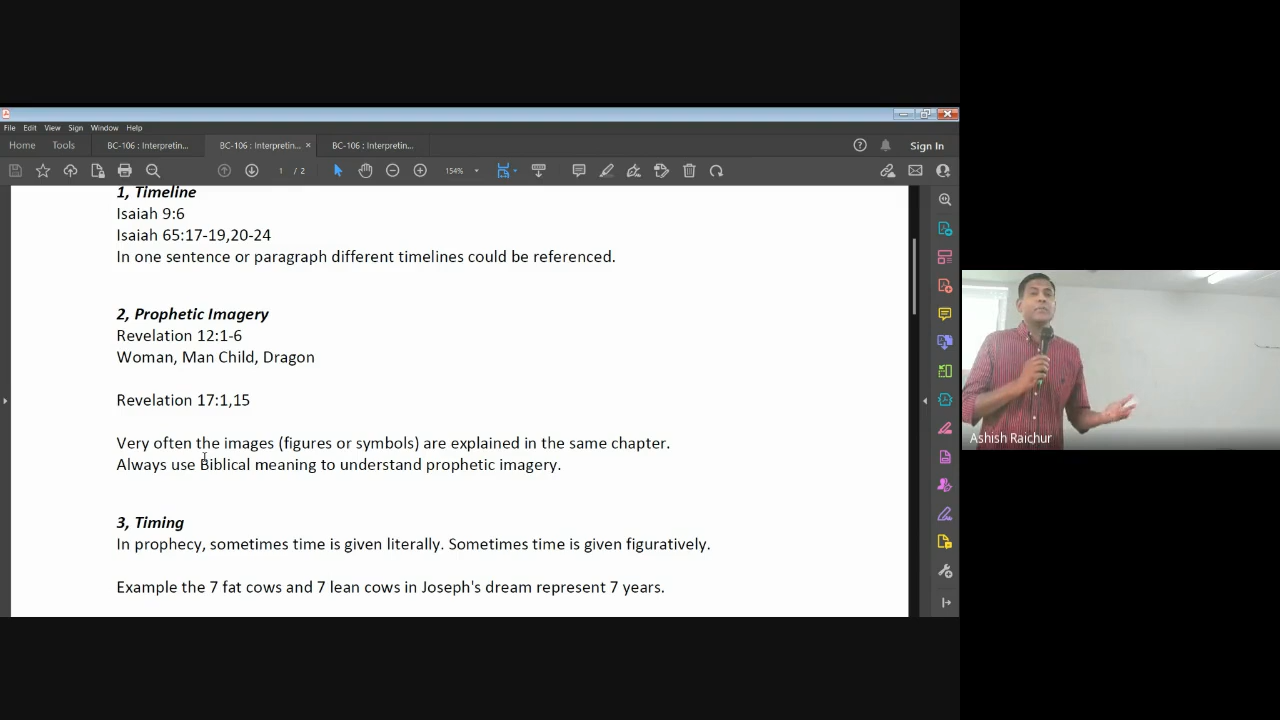 File Edit View Sign Window Help
Home Tools BC-106 : Interpretin... BC-106 : Interpretin... × BC-106 : Interpretin... Sign In
1 / 2 154%
1, Timeline
Isaiah 9:6
Isaiah 65:17-19,20-24
In one sentence or paragraph different timelines could be referenced.
2, Prophetic Imagery
Revelation 12:1-6
Woman, Man Child, Dragon
Revelation 17:1,15
Very often the images (figures or symbols) are explained in the same chapter.
Always use Biblical meaning to understand prophetic imagery.
3, Timing
In prophecy, sometimes time is given literally. Sometimes time is given figuratively.
Example the 7 fat cows and 7 lean cows in Joseph's dream represent 7 years.
Ashish Raichur